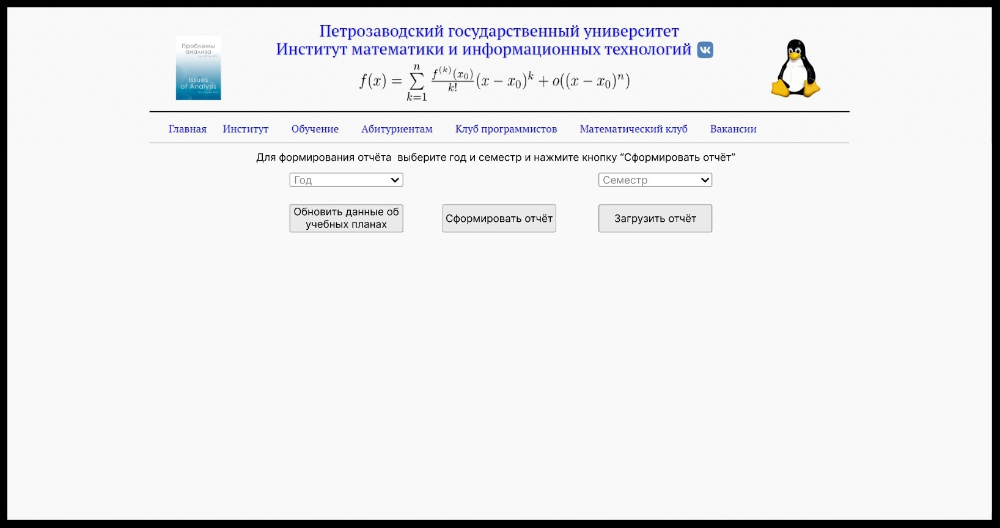 Петрозаводский государственный университет
Институт математики и информационных технологий
Проблемы
анализа
Issues
of Analysis
f(x) = \sum_{k=1}^{n} \frac{f^{(k)}(x_0)}{k!}(x − x_0)^k + o((x − x_0)^n)
Главная Институт Обучение Абитуриентам Клуб программистов Математический клуб Вакансии
Для формирования отчёта выберите год и семестр и нажмите кнопку “Сформировать отчёт”
Год Семестр
Обновить данные об
учебных планах
Сформировать отчёт
Загрузить отчёт